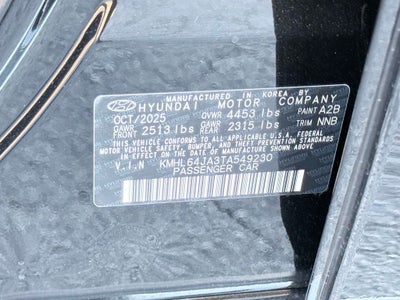 MANUFACTURED IN KOREA BY
HYUNDAI MOTOR COMPANY
OCT/2025 GVWR 4453 lbs PAINT A2B
GAWR FRONT 2513 lbs GAWR REAR 2315 lbs TRIM NNB
THIS VEHICLE CONFORMS TO ALL APPLICABLE U.S.A. FEDERAL
MOTOR VEHICLE SAFETY, BUMPER, AND THEFT PREVENTION
STANDARDS IN EFFECT ON THE DATE OF MANUFACTURE SHOWN ABOVE.
V.I.N KMHL64JA3TA549230
PASSENGER CAR